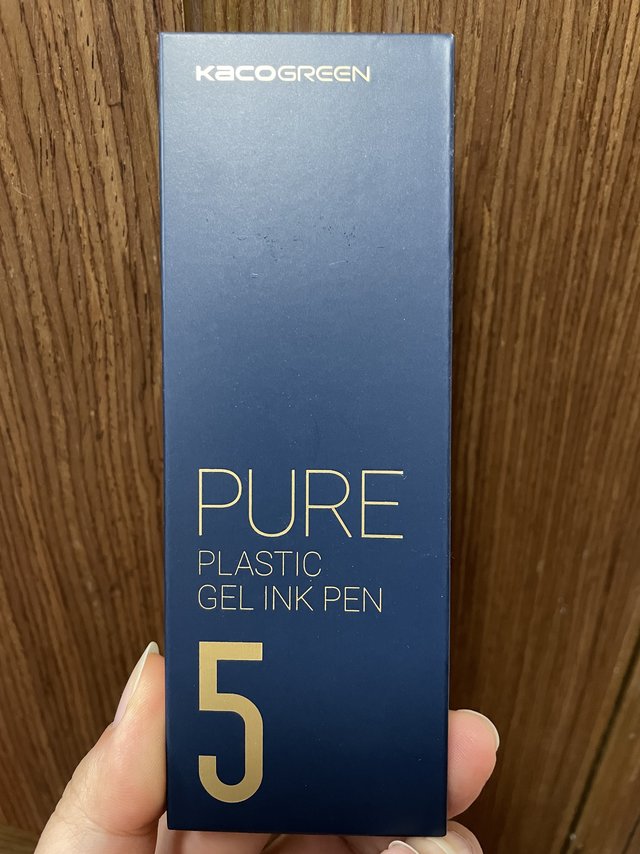 KACOGREEN
PURE
PLASTIC
GEL INK PEN
5